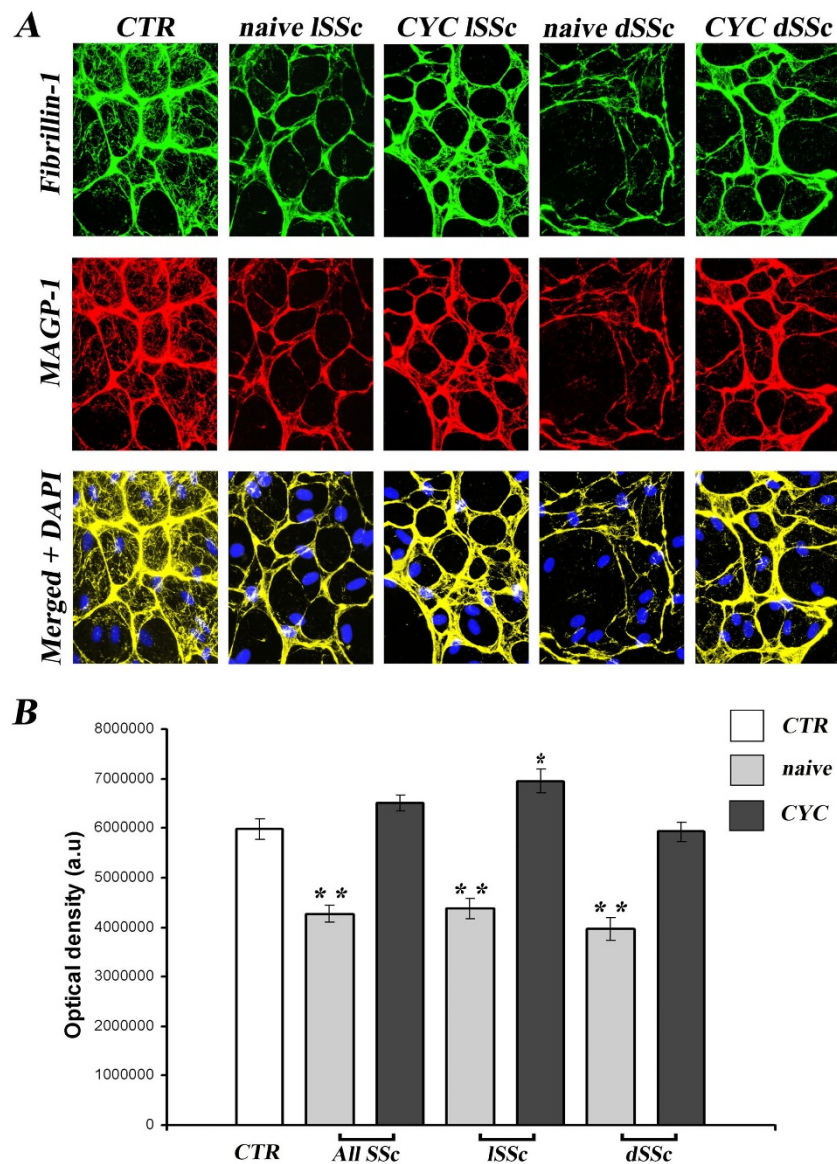 A
CTR naive lSSc CYC lSSc naive dSSc CYC dSSc
Fibrillin-1
MAGP-1
Merged + DAPI
B
8000000
7000000
6000000
5000000
4000000
3000000
2000000
1000000
0
Optical density (a.u)
* *
* *
*
* *
CTR
naive
CYC
CTR All SSc lSSc dSSc